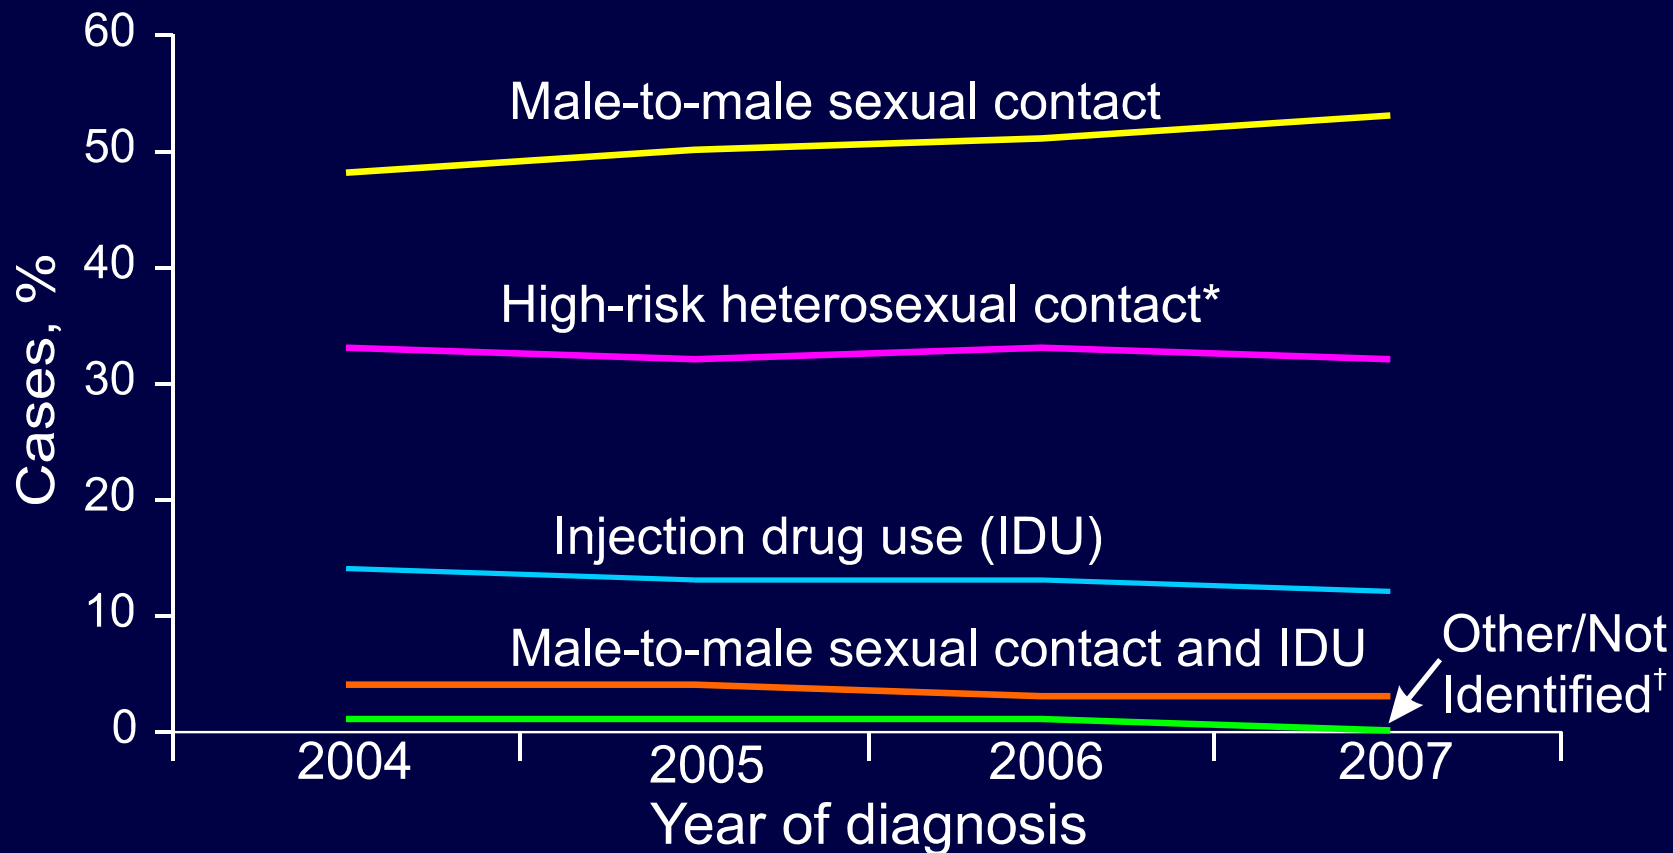 60
Male-to-male sexual contact
50
40
High-risk heterosexual contact*
30
Cases, %
20
Injection drug use (IDU)
10
Male-to-male sexual contact and IDU
Other/Not
Identified†
0
2004 2005 2006 2007
Year of diagnosis